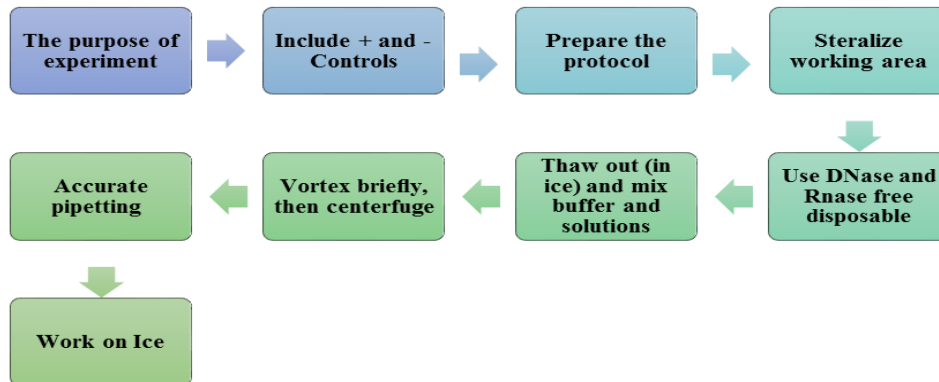 The purpose of
experiment
Include + and -
Controls
Prepare the
protocol
Steralize
working area
Use DNase and
Rnase free
disposable
Thaw out (in
ice) and mix
buffer and
solutions
Vortex briefly,
then centerfuge
Accurate
pipetting
Work on Ice